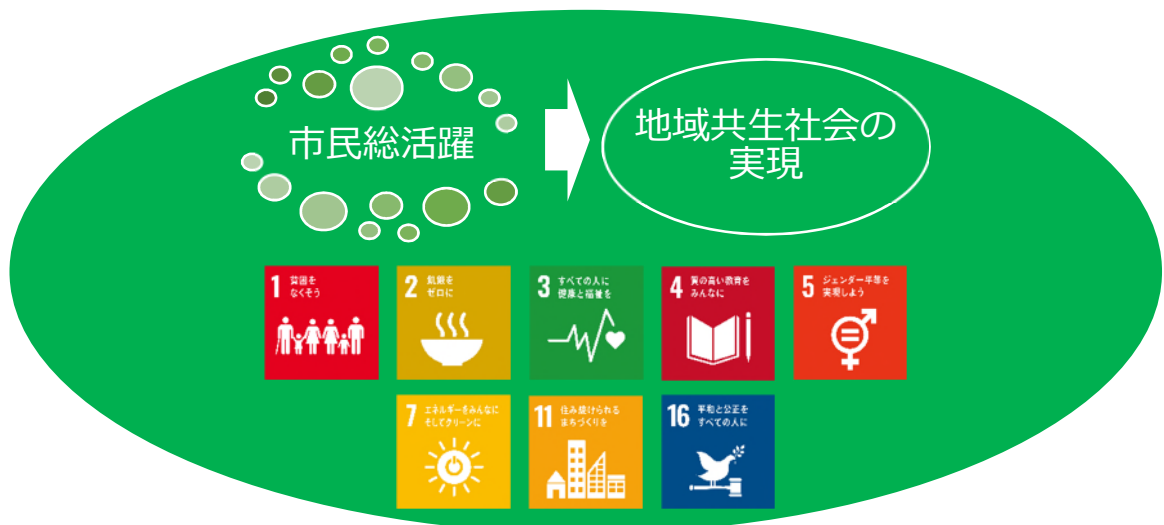 市民総活躍
地域共生社会の
実現
1 貧困を
なくそう
2 飢餓を
ゼロに
3 すべての人に
健康と福祉を
4 質の高い教育を
みんなに
5 ジェンダー平等を
実現しよう
7 エネルギーをみんなに
そしてクリーンに
11 住み続けられる
まちづくりを
16 平和と公正を
すべての人に